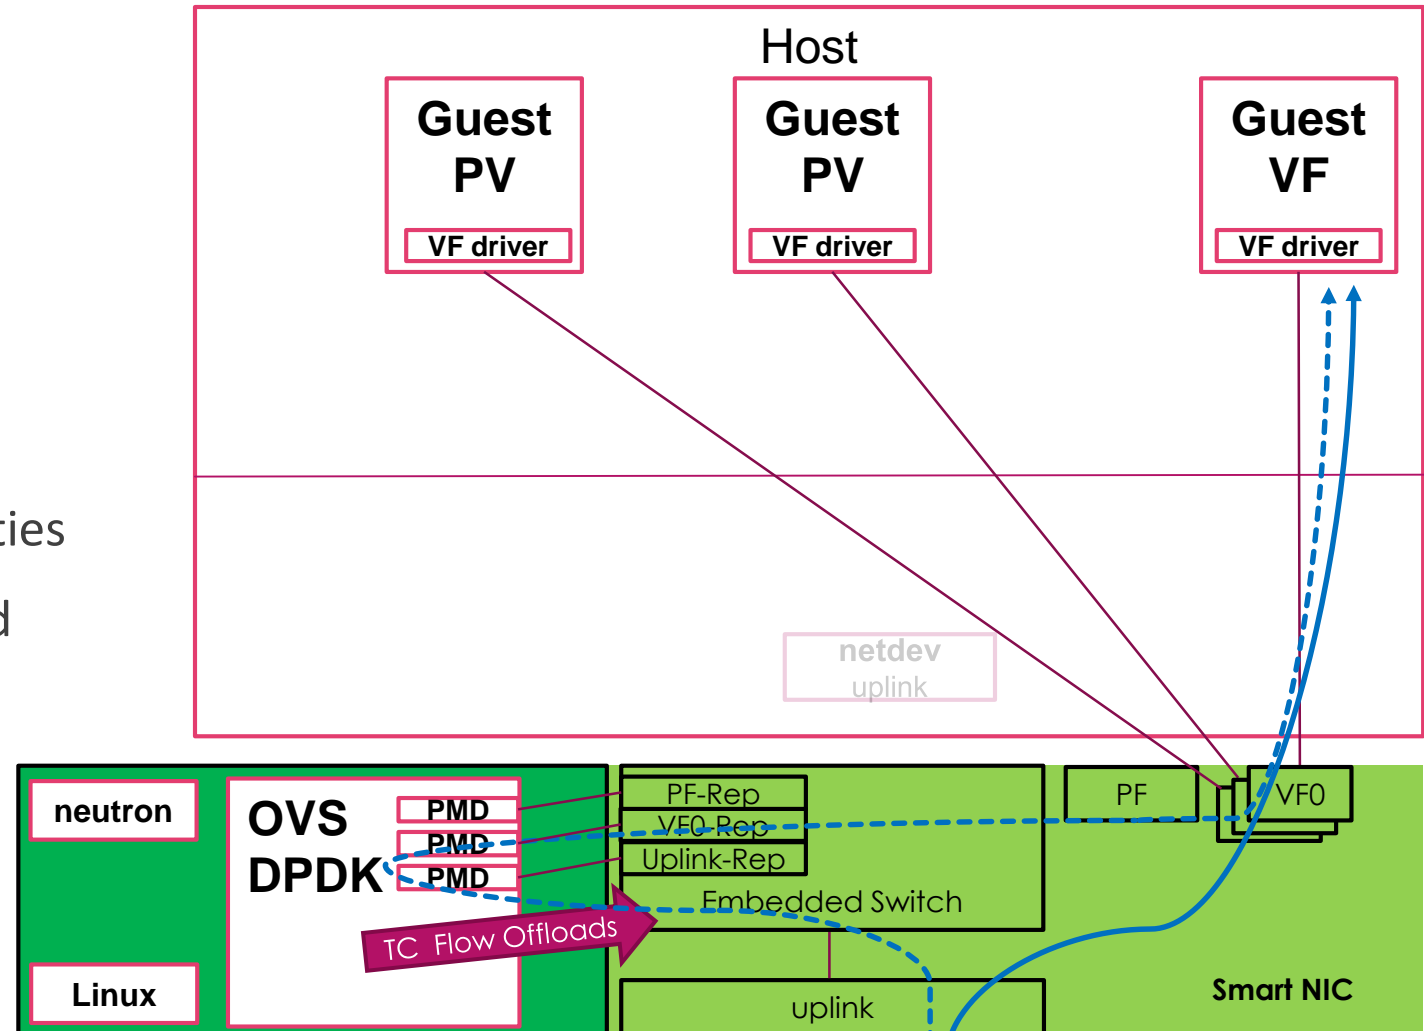 Host
Guest
PV
VF driver
Guest
PV
VF driver
Guest
VF
VF driver
ties
d
netdev
uplink
neutron
Linux
OVS
DPDK
PMD
PMD
PMD
TC Flow Offloads
PF-Rep
VF0-Rep
Uplink-Rep
Embedded Switch
uplink
PF
VF0
Smart NIC